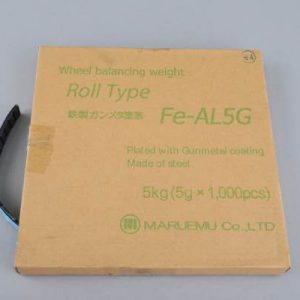 Wheel balancing weight
Roll Type
鉄製ガンメタ塗装 Fe-AL5G
Plated with Gunmetal coating
Made of steel
5kg (5g×1,000pcs)
MARUEMU Co.,LTD